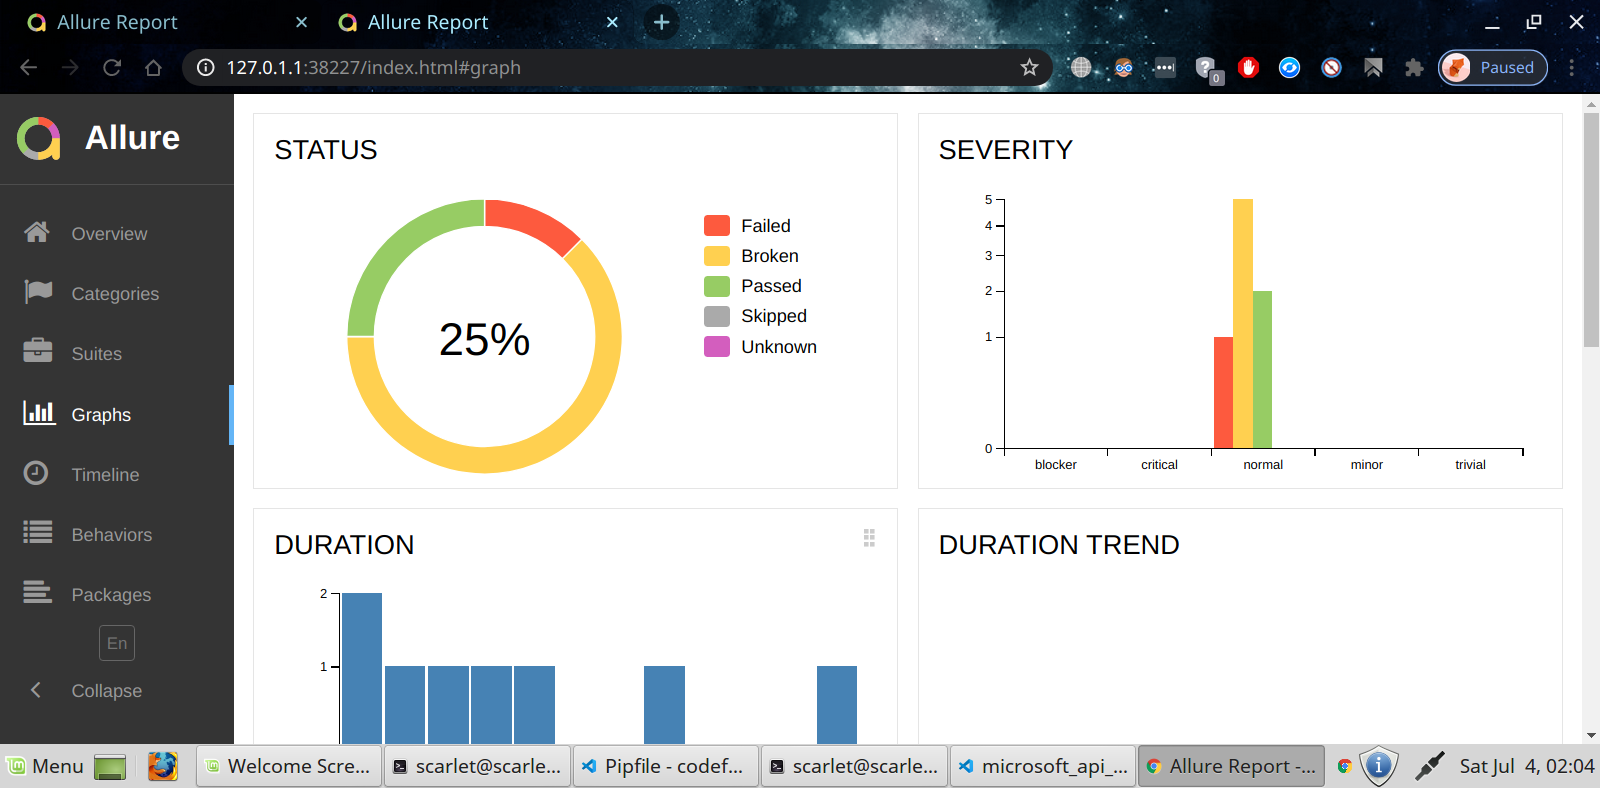 Allure Report
Allure Report
127.0.1.1:38227/index.html#graph
0
Paused
Allure
Overview
Categories
Suites
Graphs
Timeline
Behaviors
Packages
En
Collapse
STATUS
25%
Failed
Broken
Passed
Skipped
Unknown
SEVERITY
5
4
3
2
1
0
blocker critical normal minor trivial
DURATION
2
1
DURATION TREND
Menu
Welcome Scre...
scarlet@scarle...
Pipfile - codef...
scarlet@scarle...
microsoft_api_...
Allure Report -...
Sat Jul 4, 02:04